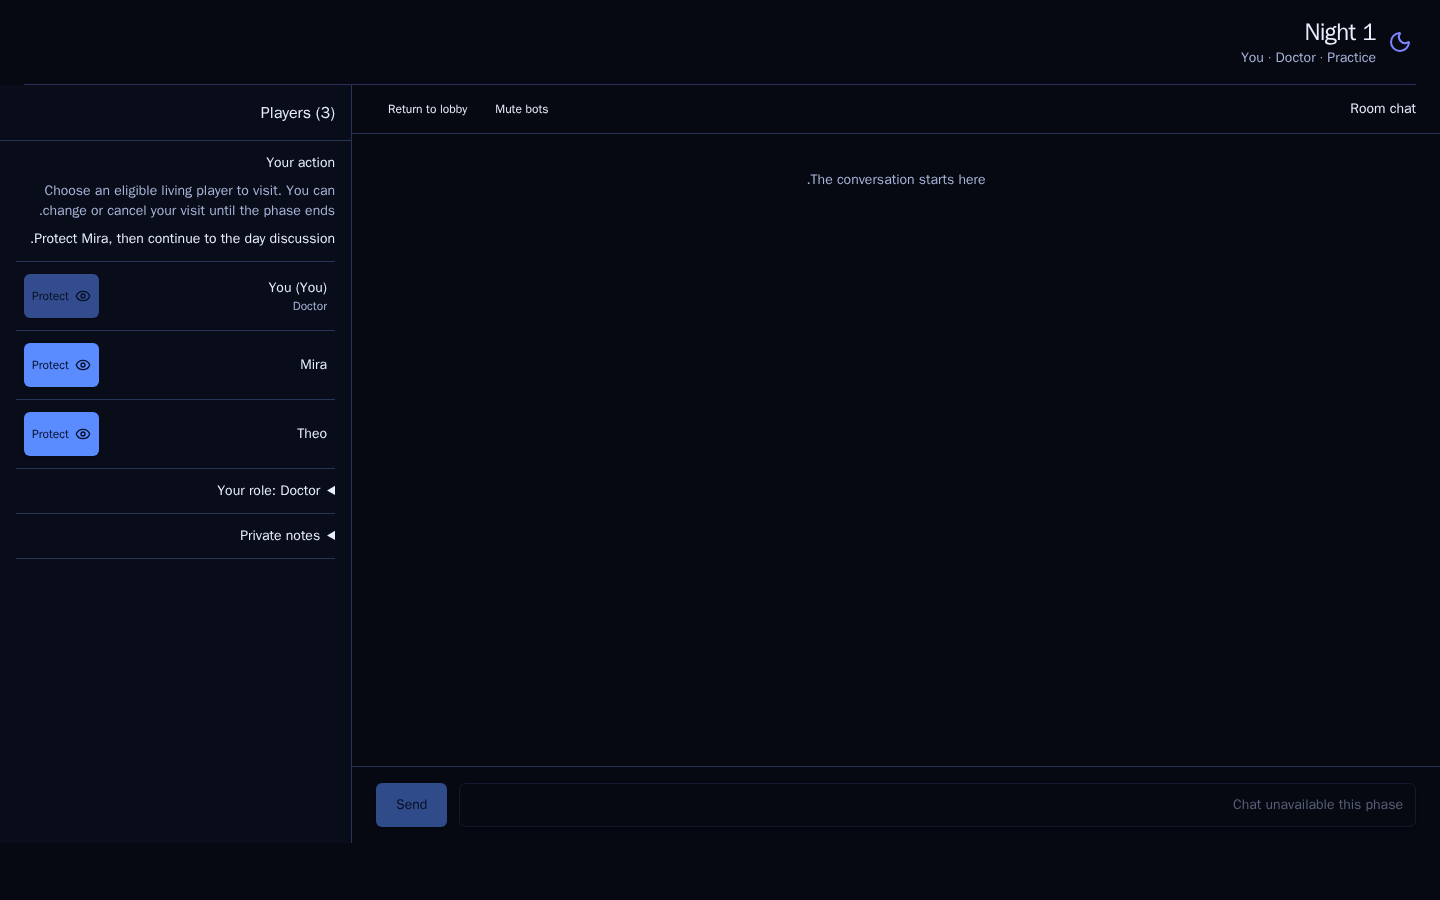 Night 1
You · Doctor · Practice
Players (3)
Your action
Choose an eligible living player to visit. You can
.change or cancel your visit until the phase ends
.Protect Mira, then continue to the day discussion
You (You)
Doctor
Protect
Mira
Protect
Theo
Protect
Your role: Doctor
Private notes
Room chat
Mute bots
Return to lobby
.The conversation starts here
Chat unavailable this phase
Send